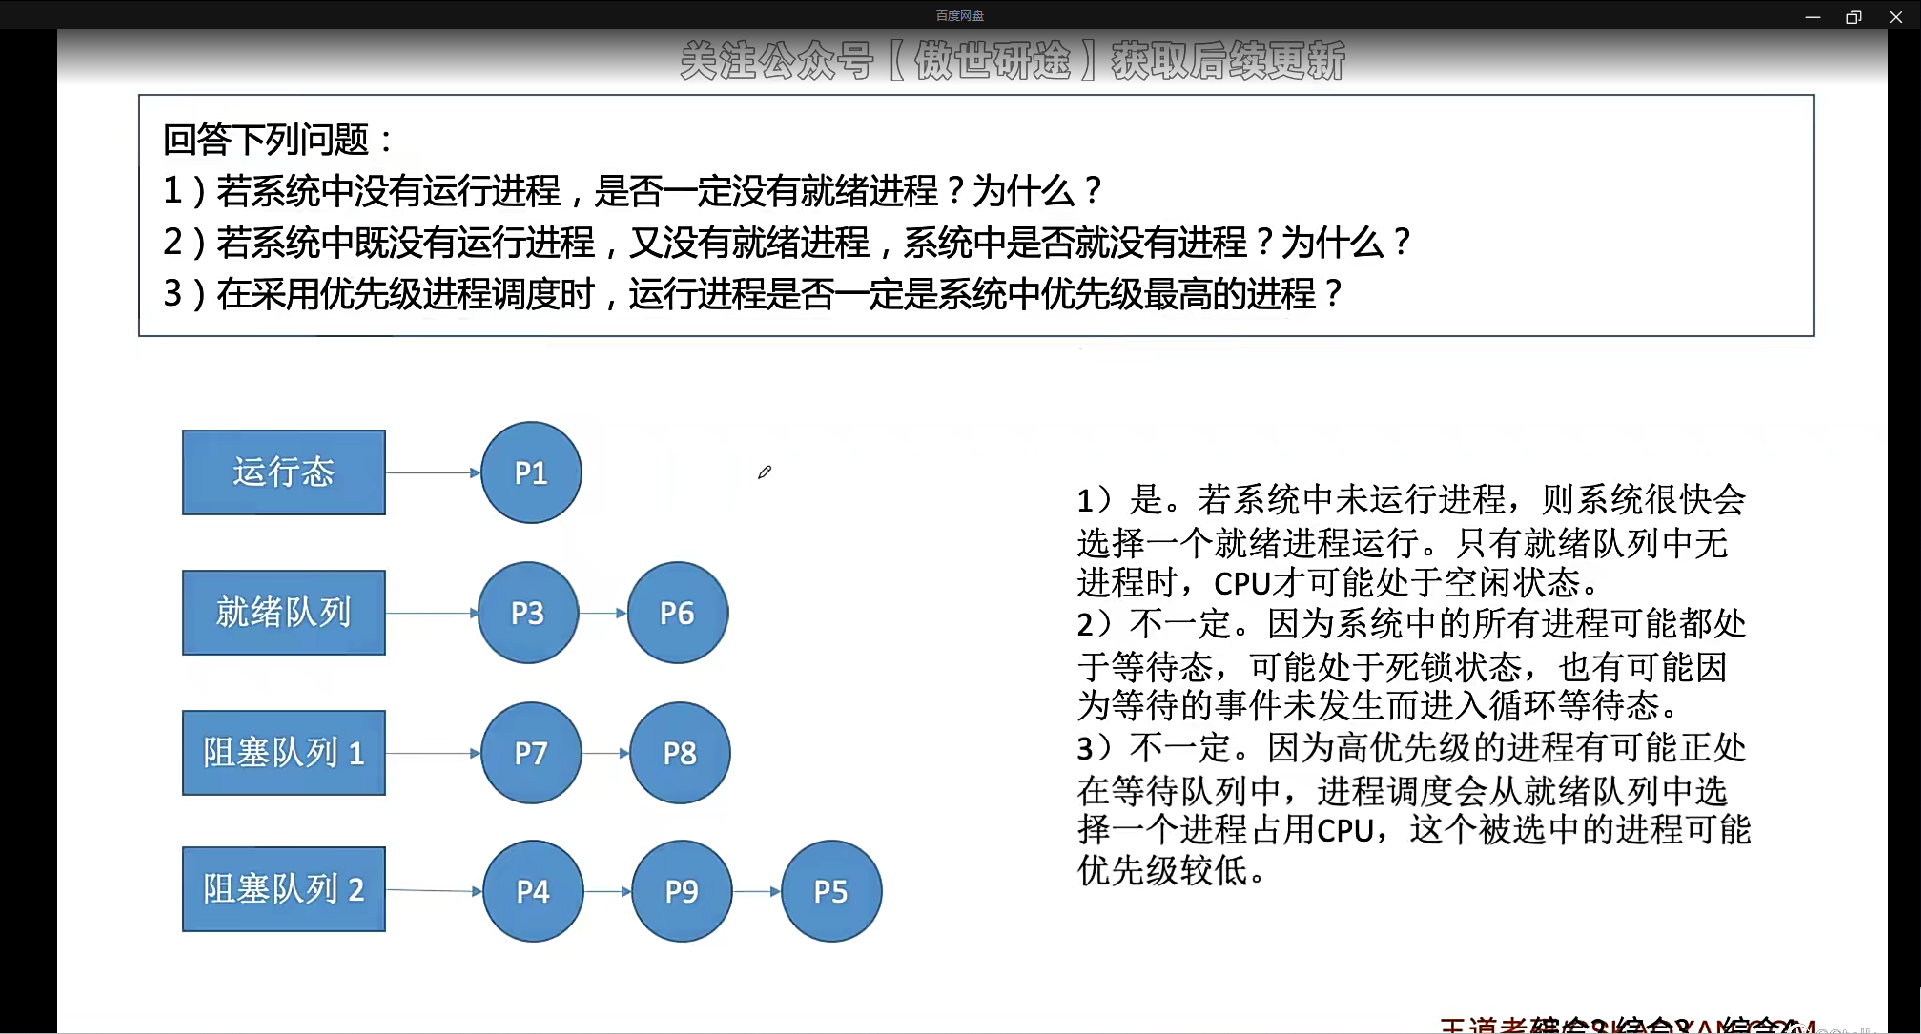 百度网盘
关注公众号【傲世研途】获取后续更新
回答下列问题：
1）若系统中没有运行进程，是否一定没有就绪进程？为什么？
2）若系统中既没有运行进程，又没有就绪进程，系统中是否就没有进程？为什么？
3）在采用优先级进程调度时，运行进程是否一定是系统中优先级最高的进程？
运行态 P1
就绪队列 P3 P6
阻塞队列 1 P7 P8
阻塞队列 2 P4 P9 P5
1）是。若系统中未运行进程，则系统很快会
选择一个就绪进程运行。只有就绪队列中无
进程时，CPU才可能处于空闲状态。
2）不一定。因为系统中的所有进程可能都处
于等待态，可能处于死锁状态，也有可能因
为等待的事件未发生而进入循环等待态。
3）不一定。因为高优先级的进程有可能正处
在等待队列中，进程调度会从就绪队列中选
择一个进程占用CPU，这个被选中的进程可能
优先级较低。